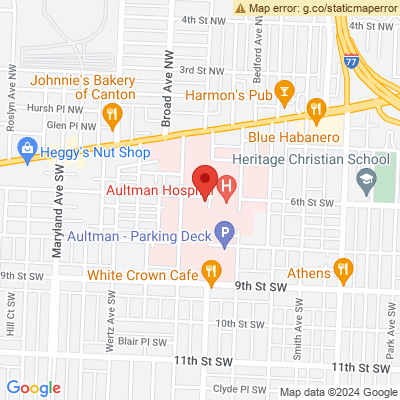 Map error: g.co/staticmaperror
4th St NW
4th St NW
77
3rd St NW
Bedford Ave NW
Roslyn Ave NW
Broad Ave NW
Johnnie's Bakery
of Canton
Harmon's Pub
Hursh Pl NW
Glen Pl NW
Blue Habanero
Heggy's Nut Shop
Heritage Christian School
Maryland Ave SW
Aultman Hospital
H
6th St SW
Aultman - Parking Deck
P
White Crown Cafe
Athens
9th St SW
9th St SW
Hill Ct SW
Wertz Ave SW
10th St SW
Smith Ave SW
Park Ave SW
Blair Pl SW
11th St SW
11th St SW
Google
Clyde Pl SW
Map data ©2024 Google